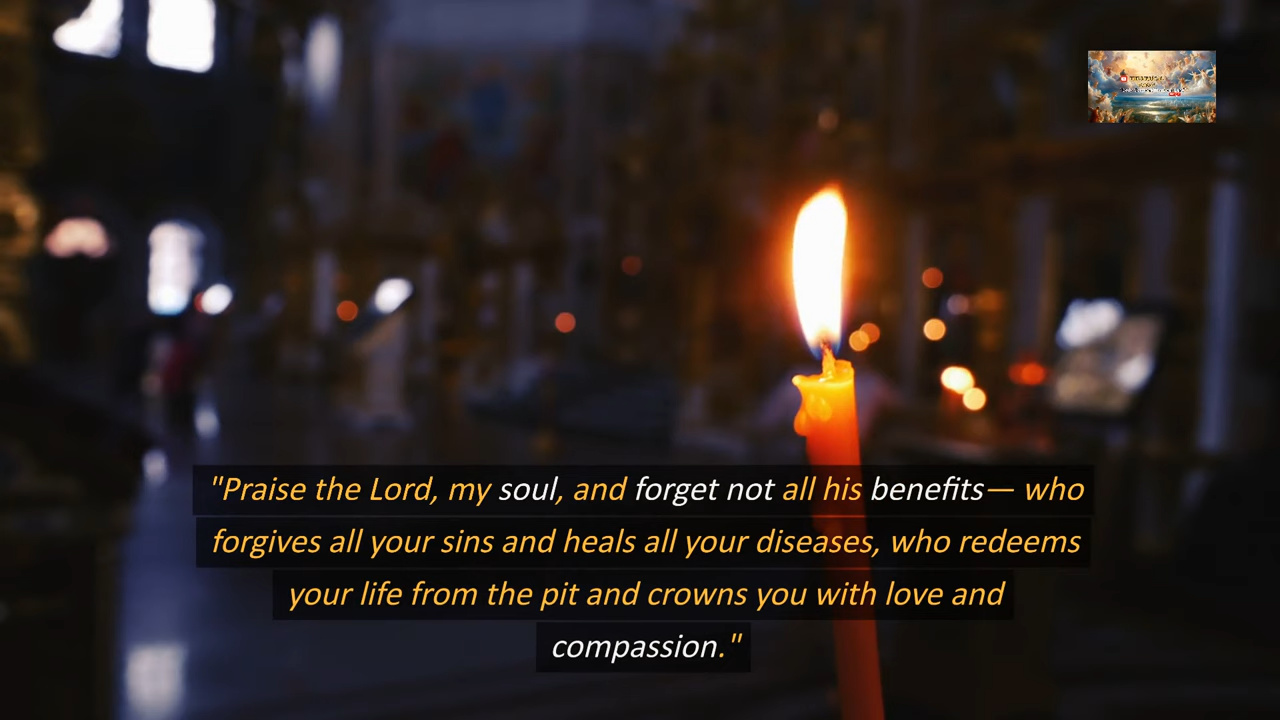 "Praise the Lord, my soul, and forget not all his benefits— who
forgives all your sins and heals all your diseases, who redeems
your life from the pit and crowns you with love and
compassion."